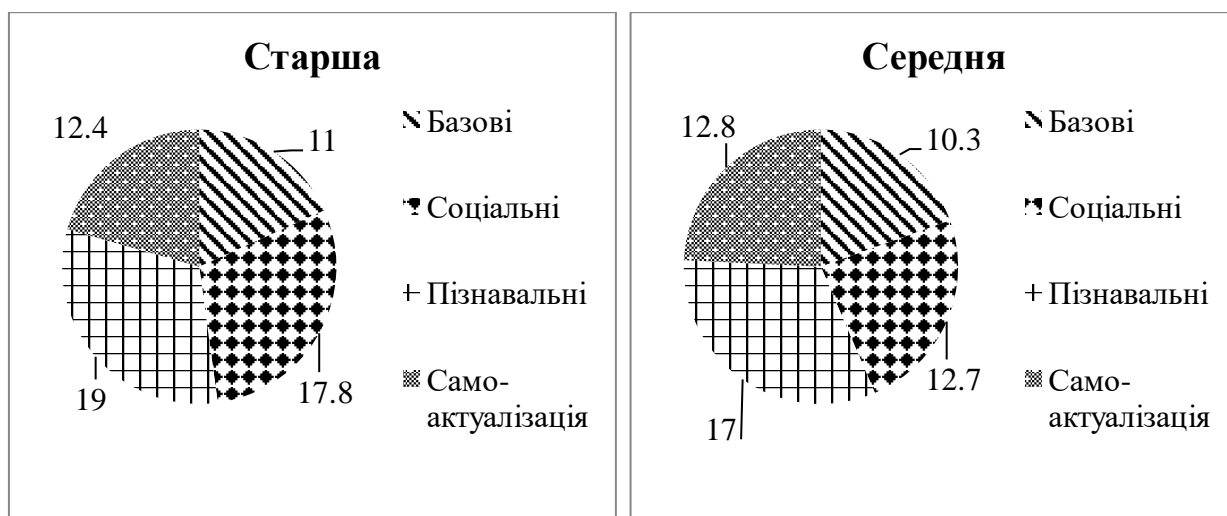 Старша
12.4
11
19
17.8
Базові
Соціальні
Пізнавальні
Само-
актуалізація
Середня
12.8
10.3
17
12.7
Базові
Соціальні
Пізнавальні
Само-
актуалізація